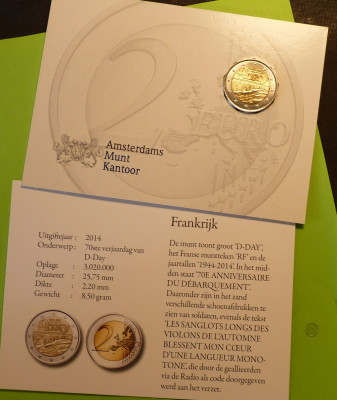 2 EURO
Amsterdams
Munt
Kantoor
Uitgiftejaar : 2014
Onderwerp : 70ste verjaardag van
D-Day
Oplage : 3.020.000
Diameter : 25,75 mm
Dikte : 2,20 mm
Gewicht : 8,50 gram
Frankrijk
De munt toont groot 'D-DAY',
het Franse muntteken 'RF' en de
jaartallen '1944-2014'. In het mid-
den staat '70E ANNIVERSAIRE
DU DÉBARQUEMENT'.
Daaronder zijn in het zand
verschillende schoenafdrukken te
zien van soldaten, evenals de tekst
'LES SANGLOTS LONGS DES
VIOLONS DE L'AUTOMNE
BLESSENT MON CŒUR
D'UNE LANGUEUR MONO-
TONE', die door de geallieerden
via de Radio als code doorgegeven
werd aan het verzet.